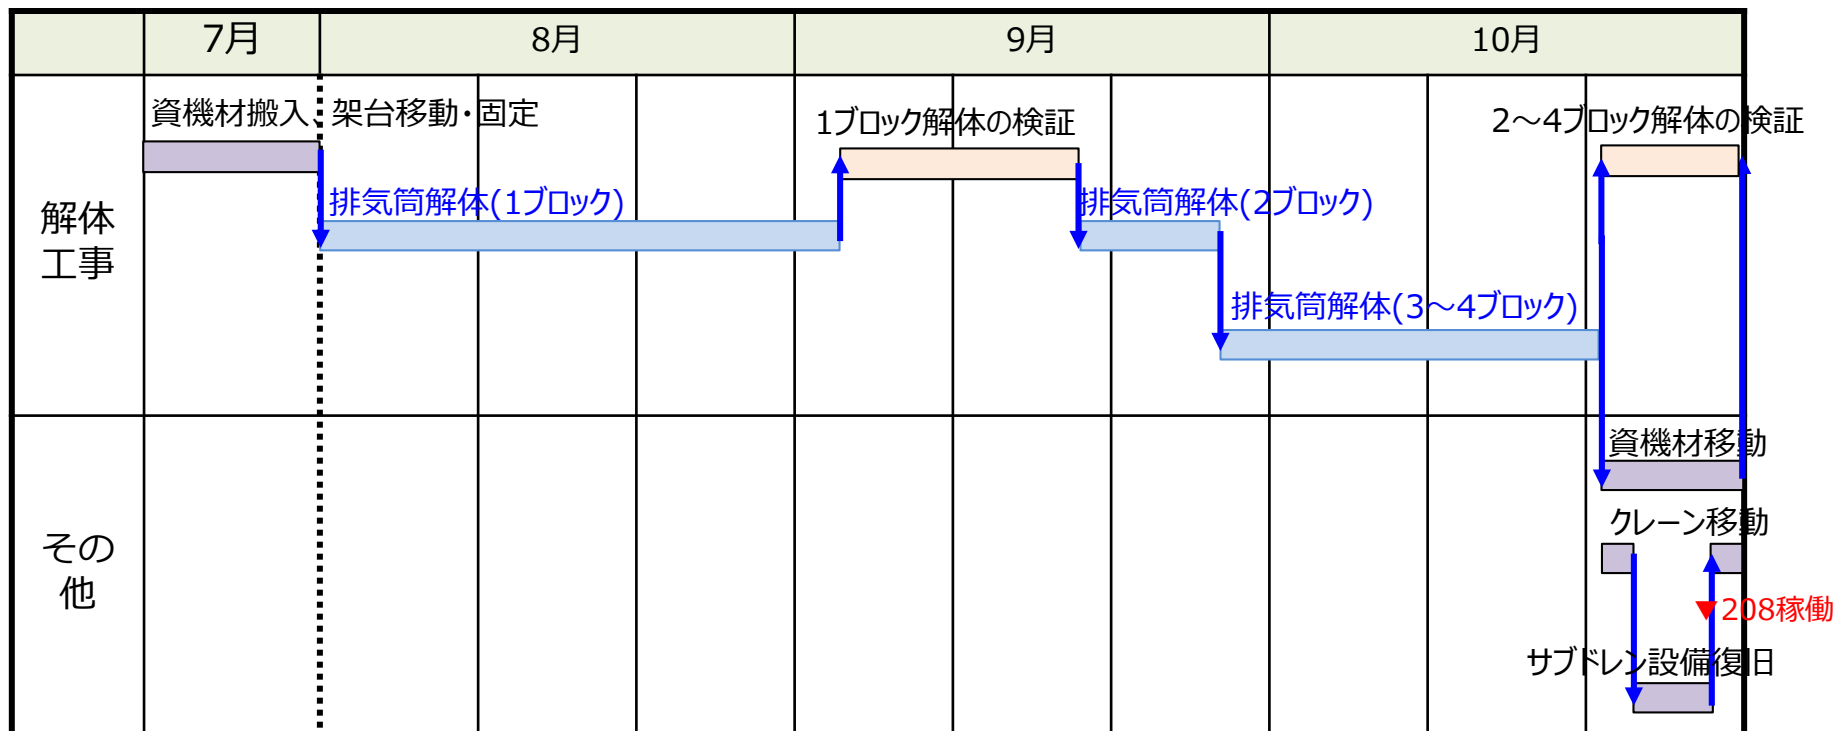 7月
8月
9月
10月
解体
工事
資機材搬入、架台移動・固定
1ブロック解体の検証
2～4ブロック解体の検証
排気筒解体(1ブロック)
排気筒解体(2ブロック)
排気筒解体(3～4ブロック)
その
他
資機材移動
クレーン移動
▼208稼働
サブドレン設備復旧